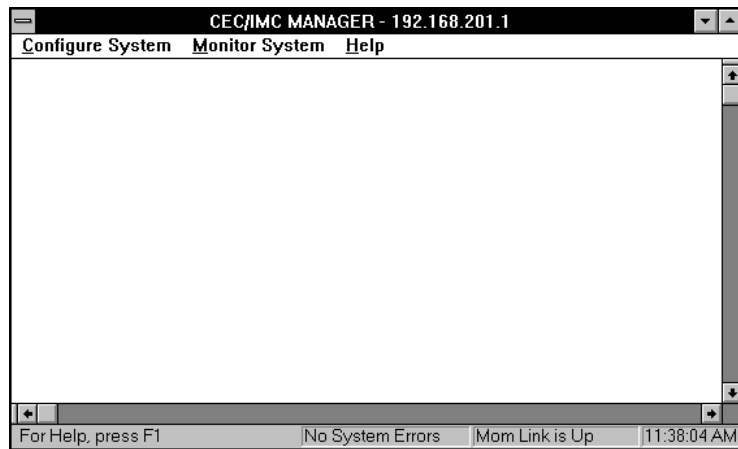 CEC/IMC MANAGER - 192.168.201.1
Configure System Monitor System Help
For Help, press F1 No System Errors Mom Link is Up 11:38:04 AM